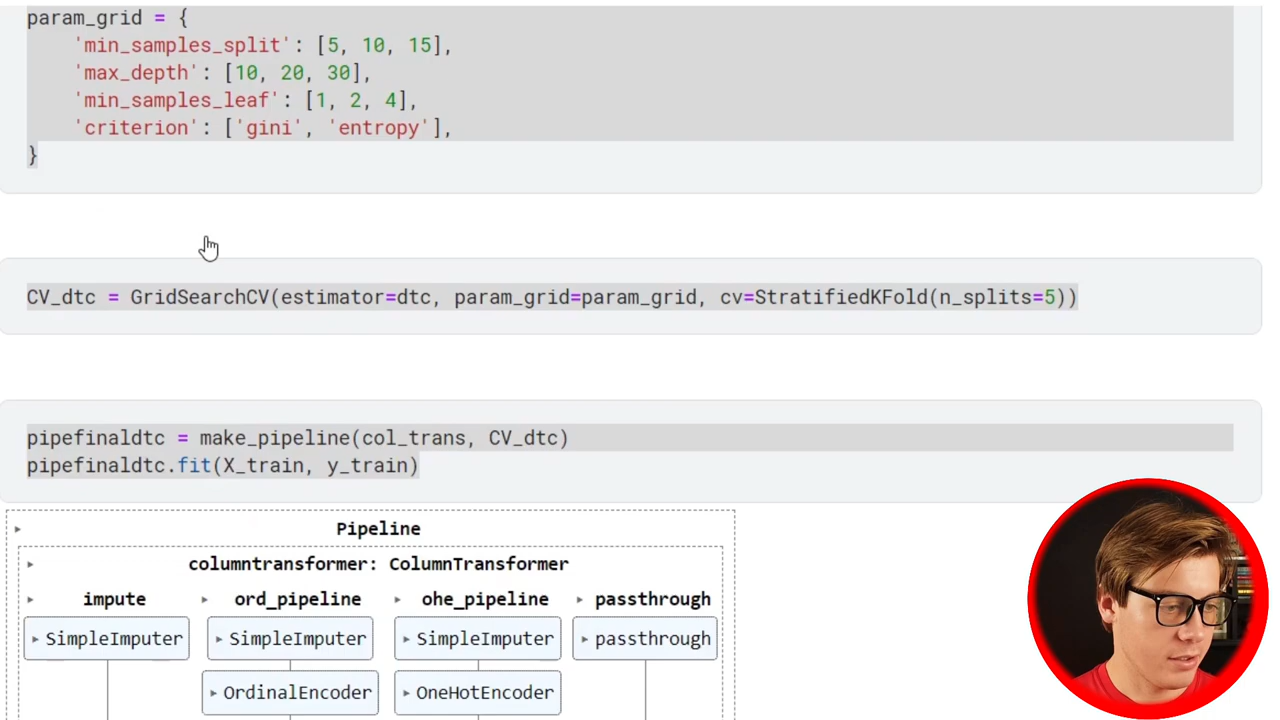 param_grid = {
'min_samples_split': [5, 10, 15],
'max_depth': [10, 20, 30],
'min_samples_leaf': [1, 2, 4],
'criterion': ['gini', 'entropy'],
}
CV_dtc = GridSearchCV(estimator=dtc, param_grid=param_grid, cv=StratifiedKFold(n_splits=5))
pipefinaldtc = make_pipeline(col_trans, CV_dtc)
pipefinaldtc.fit(X_train, y_train)
Pipeline
columntransformer: ColumnTransformer
impute ord_pipeline ohe_pipeline passthrough
SimpleImputer SimpleImputer SimpleImputer passthrough
OrdinalEncoder OneHotEncoder